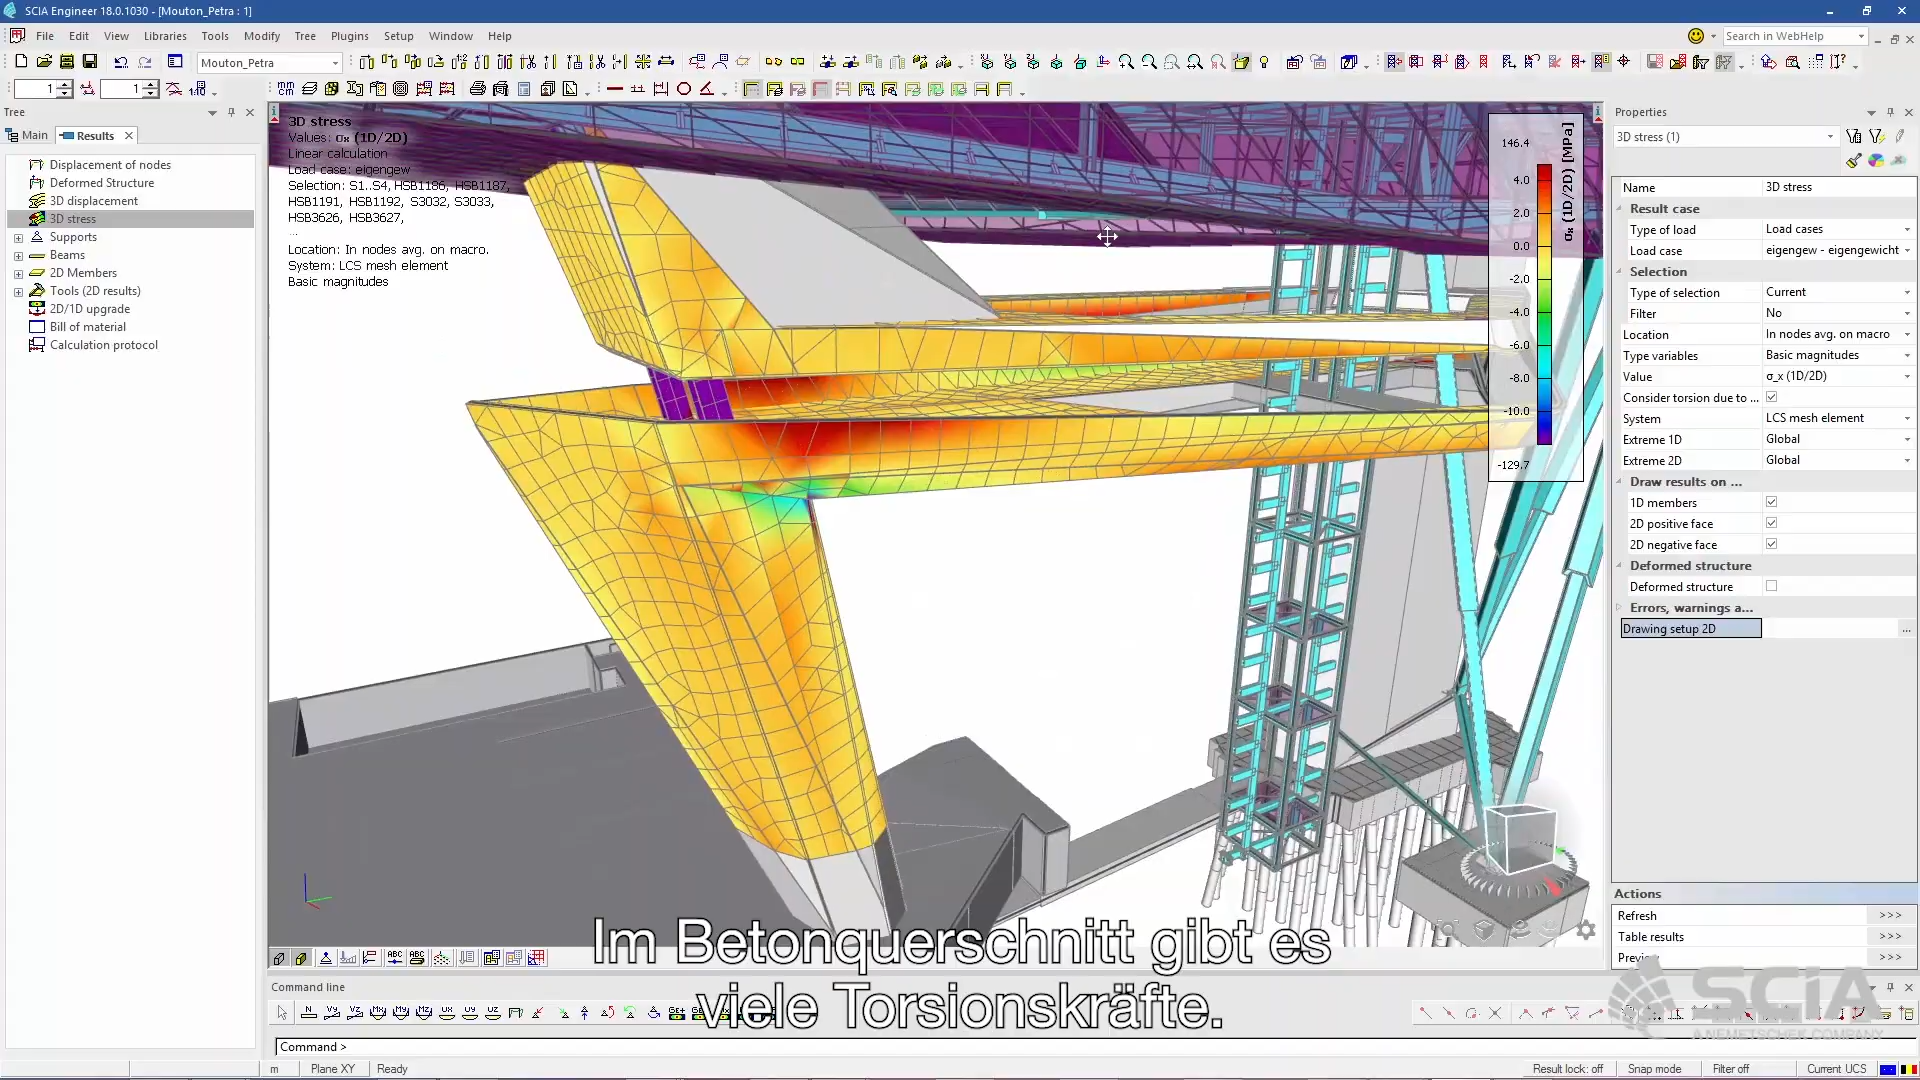 SCIA Engineer 18.0.1030 - [Mouton_Petra : 1]
File Edit View Libraries Tools Modify Tree Plugins Setup Window Help
Search in WebHelp
Mouton_Petra
1 1
Tree
Main Results
Displacement of nodes
Deformed Structure
3D displacement
3D stress
Supports
Beams
2D Members
Tools (2D results)
2D/1D upgrade
Bill of material
Calculation protocol
3D stress
Values: σx (1D/2D)
Linear calculation
Load case: eigengew
Selection: S1..S4, HSB1186, HSB1187,
HSB1191, HSB1192, S3032, S3033,
HSB3626, HSB3627,
...
Location: In nodes avg. on macro.
System: LCS mesh element
Basic magnitudes
σx (1D/2D) [MPa]
146.4
4.0
2.0
0.0
-2.0
-4.0
-6.0
-8.0
-10.0
-129.7
Properties
3D stress (1)
Name 3D stress
Result case
Type of load Load cases
Load case eigengew - eigengewicht
Selection
Type of selection Current
Filter No
Location In nodes avg. on macro
Type variables Basic magnitudes
Value σ_x (1D/2D)
Consider torsion due to ...
System LCS mesh element
Extreme 1D Global
Extreme 2D Global
Draw results on ...
1D members
2D positive face
2D negative face
Deformed structure
Deformed structure
Errors, warnings a...
Drawing setup 2D ...
Actions
Refresh >>>
Table results >>>
Preview >>>
Im Betonquerschnitt gibt es
viele Torsionskräfte.
SCIA
A NEMETSCHEK COMPANY
Command line
Command >
m Plane XY Ready
Result lock: off Snap mode Filter off Current UCS